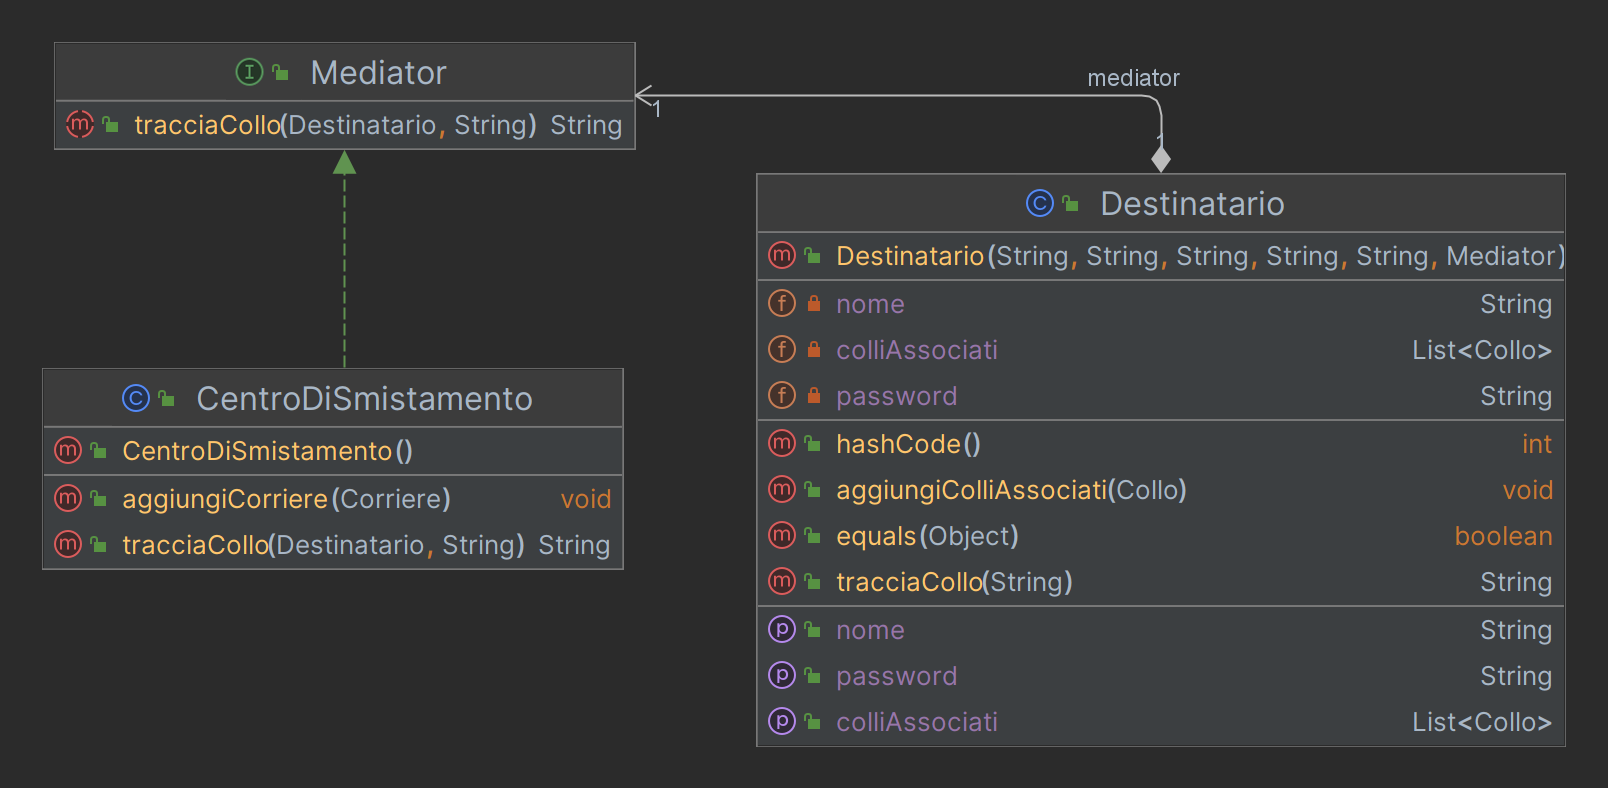 Mediator
tracciaCollo(Destinatario, String) String
mediator
1
1
Destinatario
Destinatario(String, String, String, String, String, Mediator)
nome String
colliAssociati List<Collo>
password String
hashCode() int
aggiungiColliAssociati(Collo) void
equals(Object) boolean
tracciaCollo(String) String
nome String
password String
colliAssociati List<Collo>
CentroDiSmistamento
CentroDiSmistamento()
aggiungiCorriere(Corriere) void
tracciaCollo(Destinatario, String) String